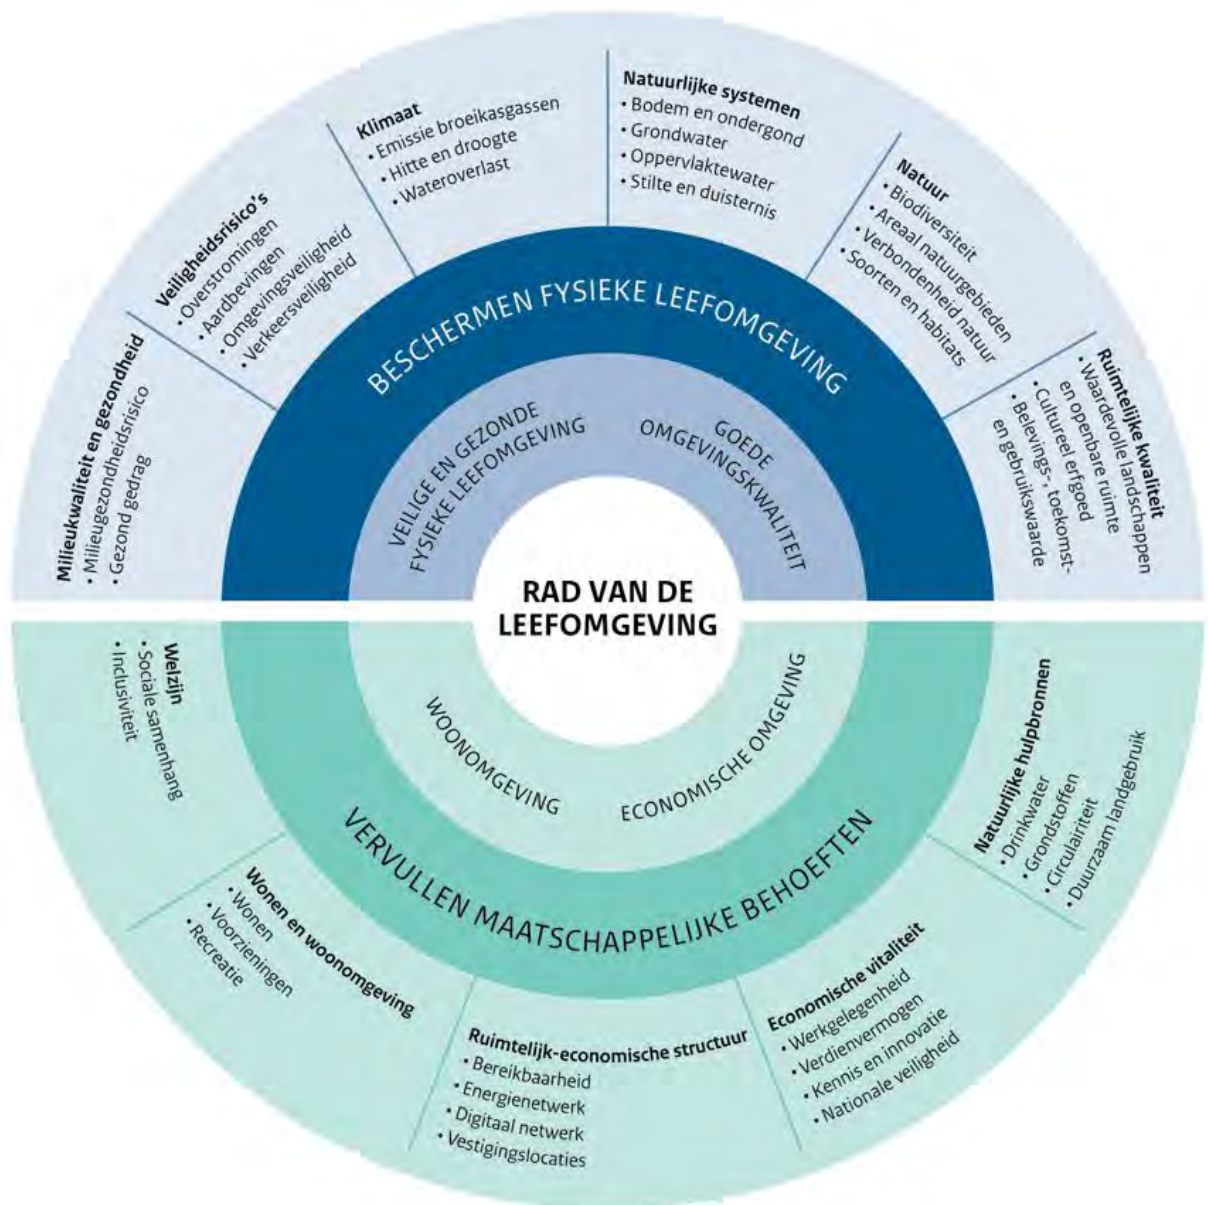 Klimaat
• Emissie broeikasgassen
• Hitte en droogte
• Wateroverlast
Natuurlijke systemen
• Bodem en ondergond
• Grondwater
• Oppervlaktewater
• Stilte en duisternis
Natuur
• Biodiversiteit
• Areaal natuurgebieden
• Verbondenheid natuur
• Soorten en habitats
Ruimtelijke kwaliteit
• Waardevolle landschappen
en openbare ruimte
• Cultureel erfgoed
• Belevings-, toekomst-
en gebruikswaarde
Veiligheidsrisico's
• Overstromingen
• Aardbevingen
• Omgevingsveiligheid
• Verkeersveiligheid
Milieukwaliteit en gezondheid
• Milieugezondheidsrisico
• Gezond gedrag
BESCHERMEN FYSIEKE LEEFOMGEVING
VEILIGE EN GEZONDE
FYSIEKE LEEFOMGEVING
GOEDE
OMGEVINGSKWALITEIT
RAD VAN DE
LEEFOMGEVING
WOONOMGEVING
ECONOMISCHE OMGEVING
VERVULLEN MAATSCHAPPELIJKE BEHOEFTEN
Welzijn
• Sociale samenhang
• Inclusiviteit
Wonen en woonomgeving
• Wonen
• Voorzieningen
• Recreatie
Ruimtelijk-economische structuur
• Bereikbaarheid
• Energienetwerk
• Digitaal netwerk
• Vestigingslocaties
Economische vitaliteit
• Werkgelegenheid
• Verdienvermogen
• Kennis en innovatie
• Nationale veiligheid
Natuurlijke hulpbronnen
• Drinkwater
• Grondstoffen
• Circulairiteit
• Duurzaam landgebruik